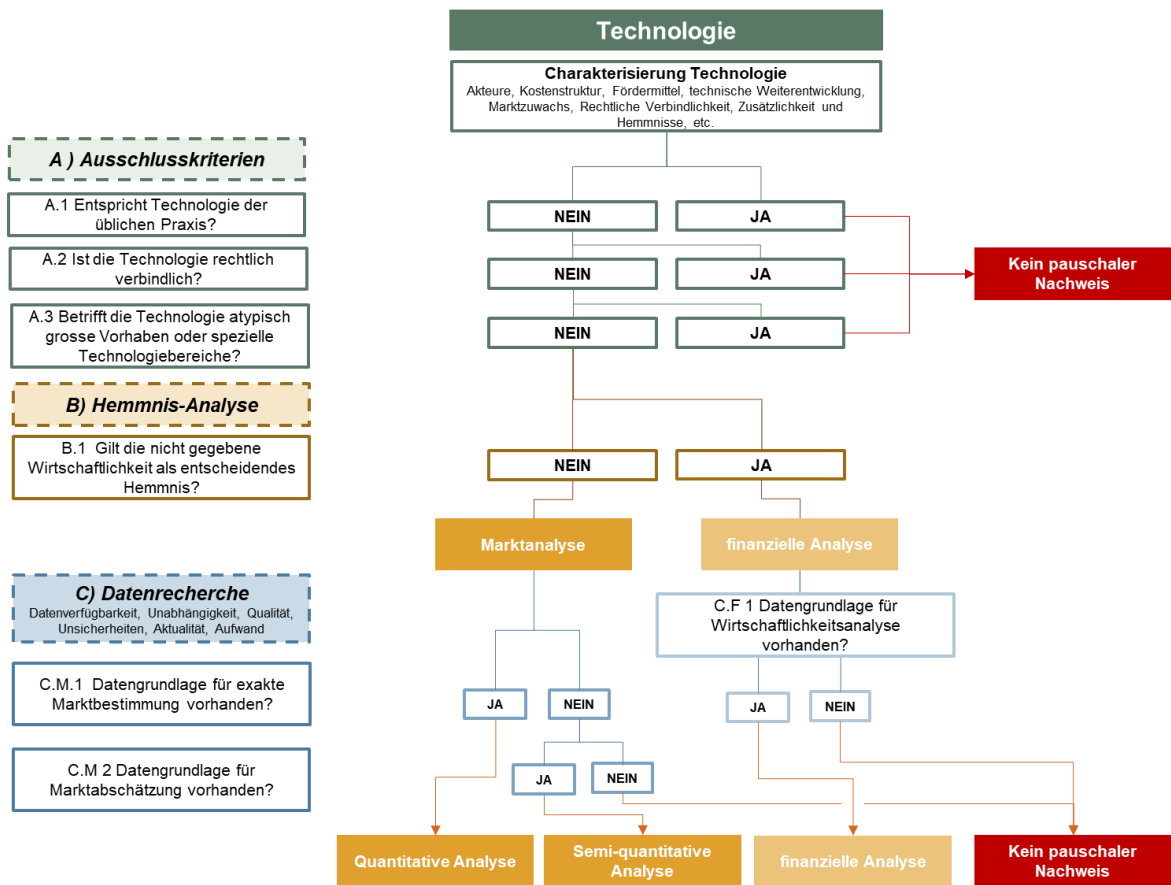 Technologie
Charakterisierung Technologie
Akteure, Kostenstruktur, Fördermittel, technische Weiterentwicklung,
Marktzuwachs, Rechtliche Verbindlichkeit, Zusätzlichkeit und
Hemmnisse, etc.
A ) Ausschlusskriterien
A.1 Entspricht Technologie der
üblichen Praxis?
NEIN
JA
A.2 Ist die Technologie rechtlich
verbindlich?
NEIN
JA
Kein pauschaler
Nachweis
A.3 Betrifft die Technologie atypisch
grosse Vorhaben oder spezielle
Technologiebereiche?
NEIN
JA
B) Hemmnis-Analyse
B.1 Gilt die nicht gegebene
Wirtschaftlichkeit als entscheidendes
Hemmnis?
NEIN
JA
Marktanalyse
finanzielle Analyse
C) Datenrecherche
Datenverfügbarkeit, Unabhängigkeit, Qualität,
Unsicherheiten, Aktualität, Aufwand
C.F 1 Datengrundlage für
Wirtschaftlichkeitsanalyse
vorhanden?
C.M.1 Datengrundlage für exakte
Marktbestimmung vorhanden?
JA
NEIN
JA
NEIN
C.M 2 Datengrundlage für
Marktabschätzung vorhanden?
JA
NEIN
Quantitative Analyse
Semi-quantitative
Analyse
finanzielle Analyse
Kein pauschaler
Nachweis